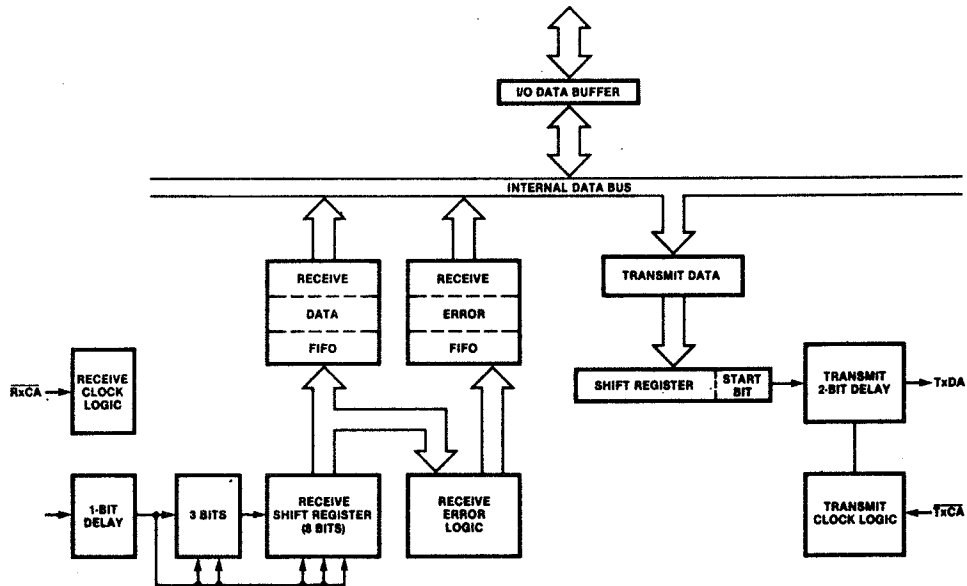 I/O DATA BUFFER
INTERNAL DATA BUS
RECEIVE
DATA
FIFO
RECEIVE
ERROR
FIFO
TRANSMIT DATA
RxCA
RECEIVE
CLOCK
LOGIC
SHIFT REGISTER
START
BIT
TRANSMIT
2-BIT DELAY
TxDA
1-BIT
DELAY
3 BITS
RECEIVE
SHIFT REGISTER
(8 BITS)
RECEIVE
ERROR
LOGIC
TRANSMIT
CLOCK LOGIC
TxCA